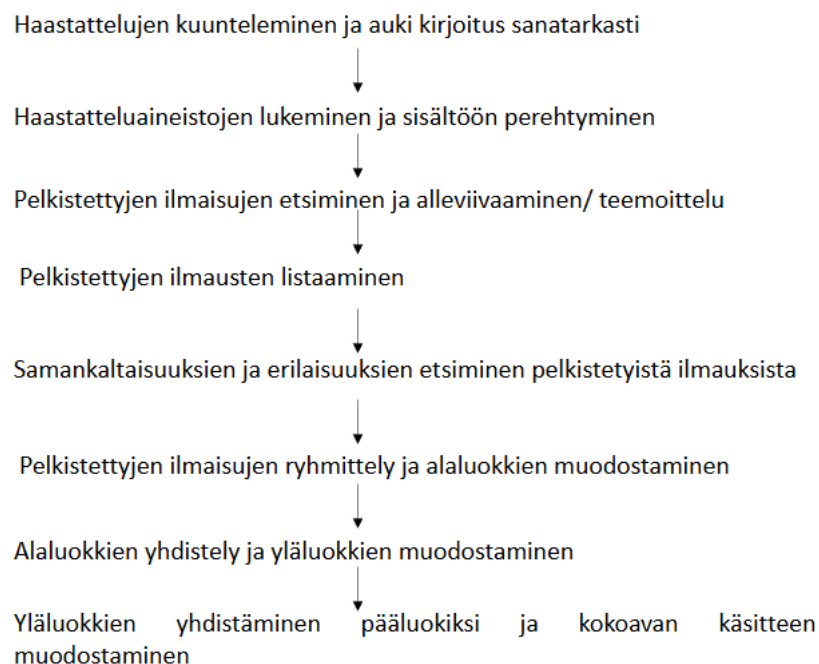 Haastattelujen kuunteleminen ja auki kirjoitus sanatarkasti
Haastatteluaineistojen lukeminen ja sisältöön perehtyminen
Pelkistettyjen ilmaisujen etsiminen ja alleviivaaminen/ teemoittelu
Pelkistettyjen ilmausten listaaminen
Samankaltaisuuksien ja erilaisuuksien etsiminen pelkistetyistä ilmauksista
Pelkistettyjen ilmaisujen ryhmittely ja alaluokkien muodostaminen
Alaluokkien yhdistely ja yläluokkien muodostaminen
Yläluokkien yhdistäminen pääluokiksi ja kokoavan käsitteen
muodostaminen